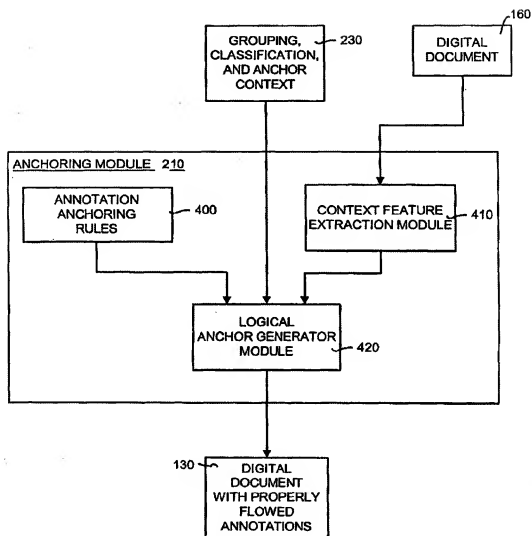 GROUPING,
CLASSIFICATION,
AND ANCHOR
CONTEXT
230
160
DIGITAL
DOCUMENT
ANCHORING MODULE 210
ANNOTATION
ANCHORING
RULES
400
CONTEXT FEATURE
EXTRACTION MODULE
410
LOGICAL
ANCHOR GENERATOR
MODULE
420
130
DIGITAL
DOCUMENT
WITH PROPERLY
FLOWED
ANNOTATIONS